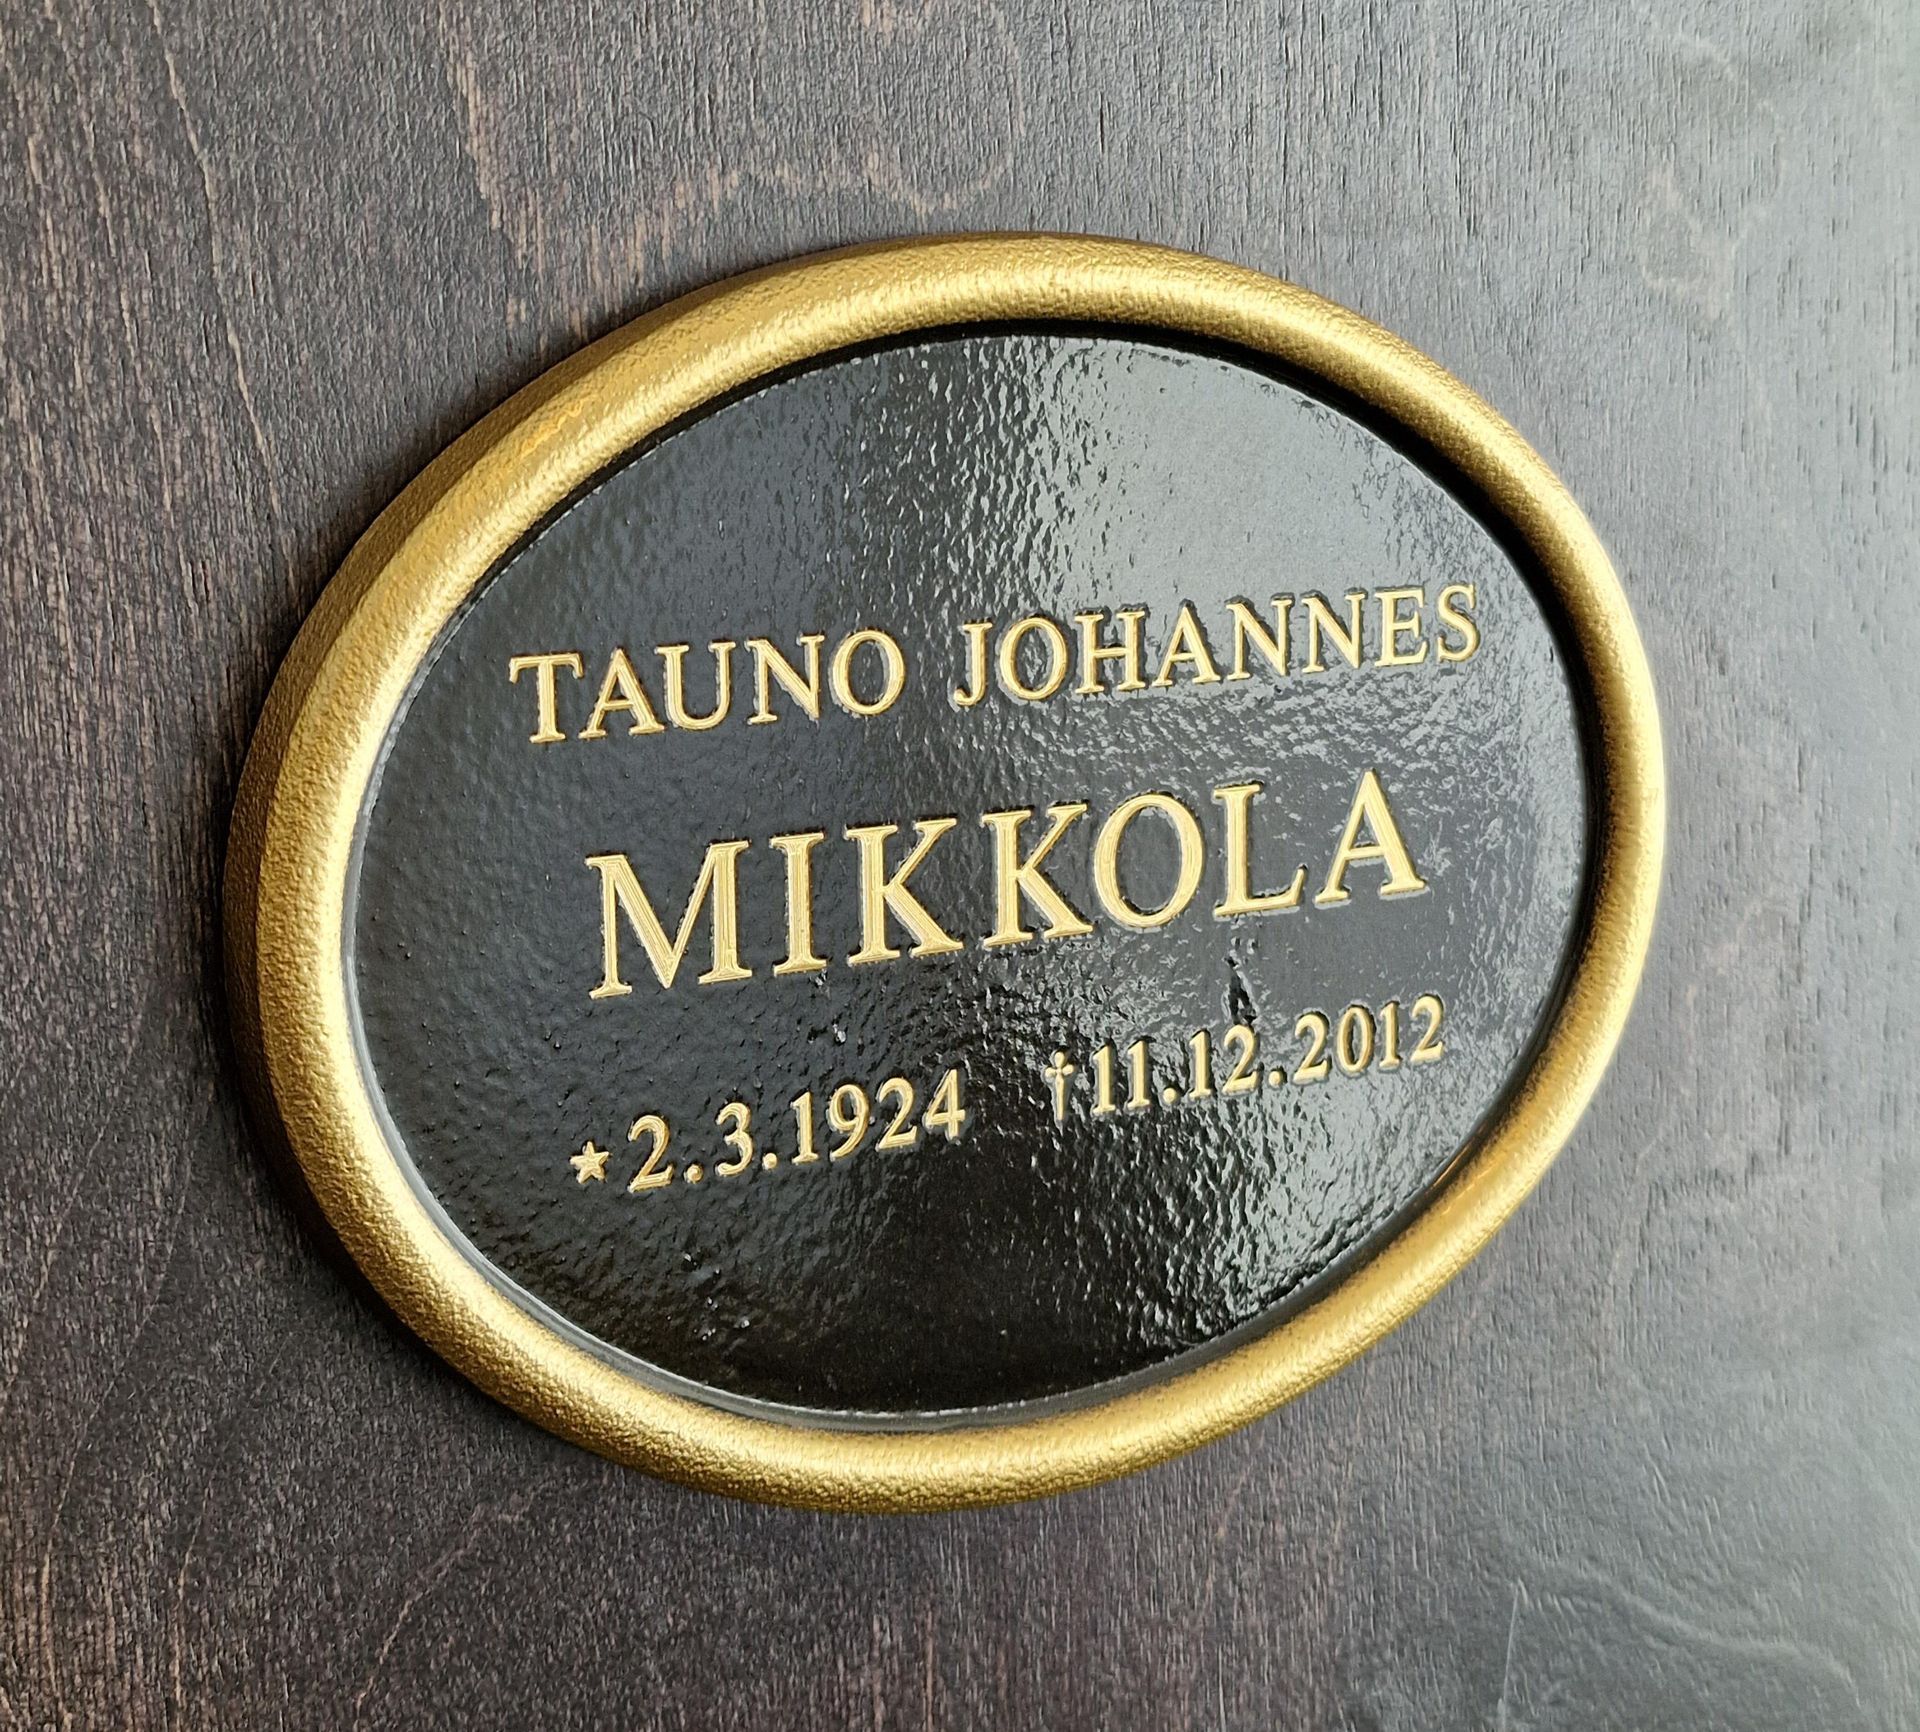 TAUNO JOHANNES
MIKKOLA
★ 2.3.1924 †11.12.2012